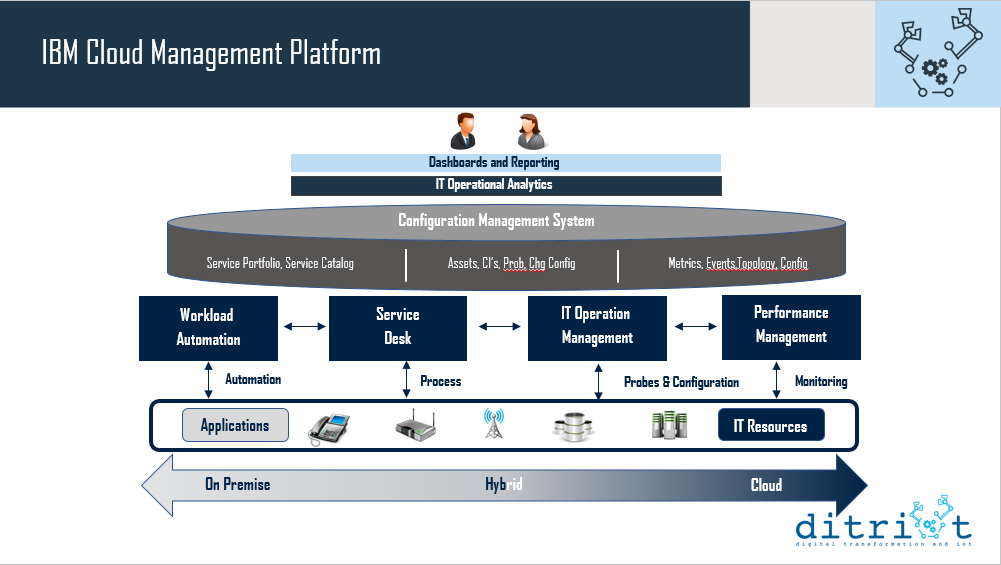 IBM Cloud Management Platform
Dashboards and Reporting
IT Operational Analytics
Configuration Management System
Service Portfolio, Service Catalog
Assets, CI's, Prob, Chg Config
Metrics, Events,Topology, Config
Workload
Automation
Service
Desk
IT Operation
Management
Performance
Management
Automation
Process
Probes & Configuration
Monitoring
Applications
IT Resources
On Premise
Hybrid
Cloud
ditriot
digital transformation and iot